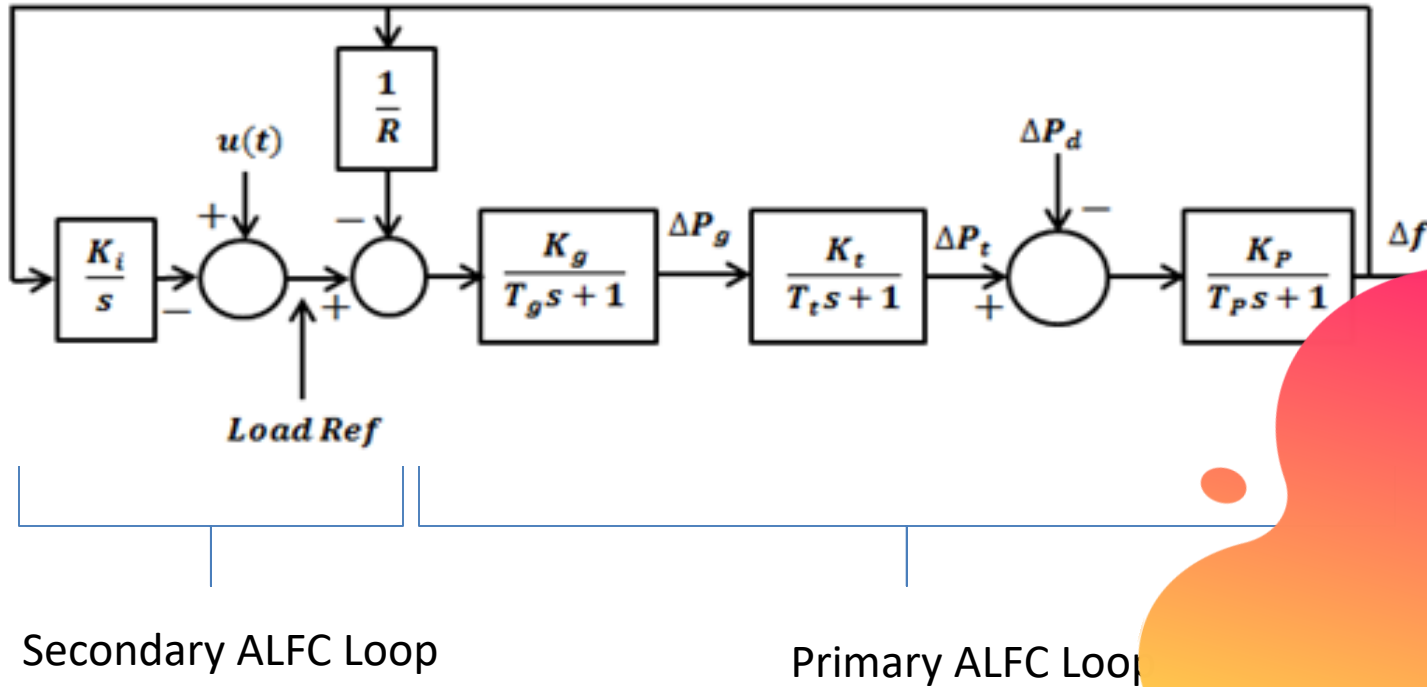 1
R
u(t)
ΔP_d
+
−
−
K_i
s
−
+
K_g
T_g s + 1
ΔP_g
K_t
T_t s + 1
ΔP_t
+
K_P
T_P s + 1
Δf
Load Ref
Secondary ALFC Loop
Primary ALFC Loop